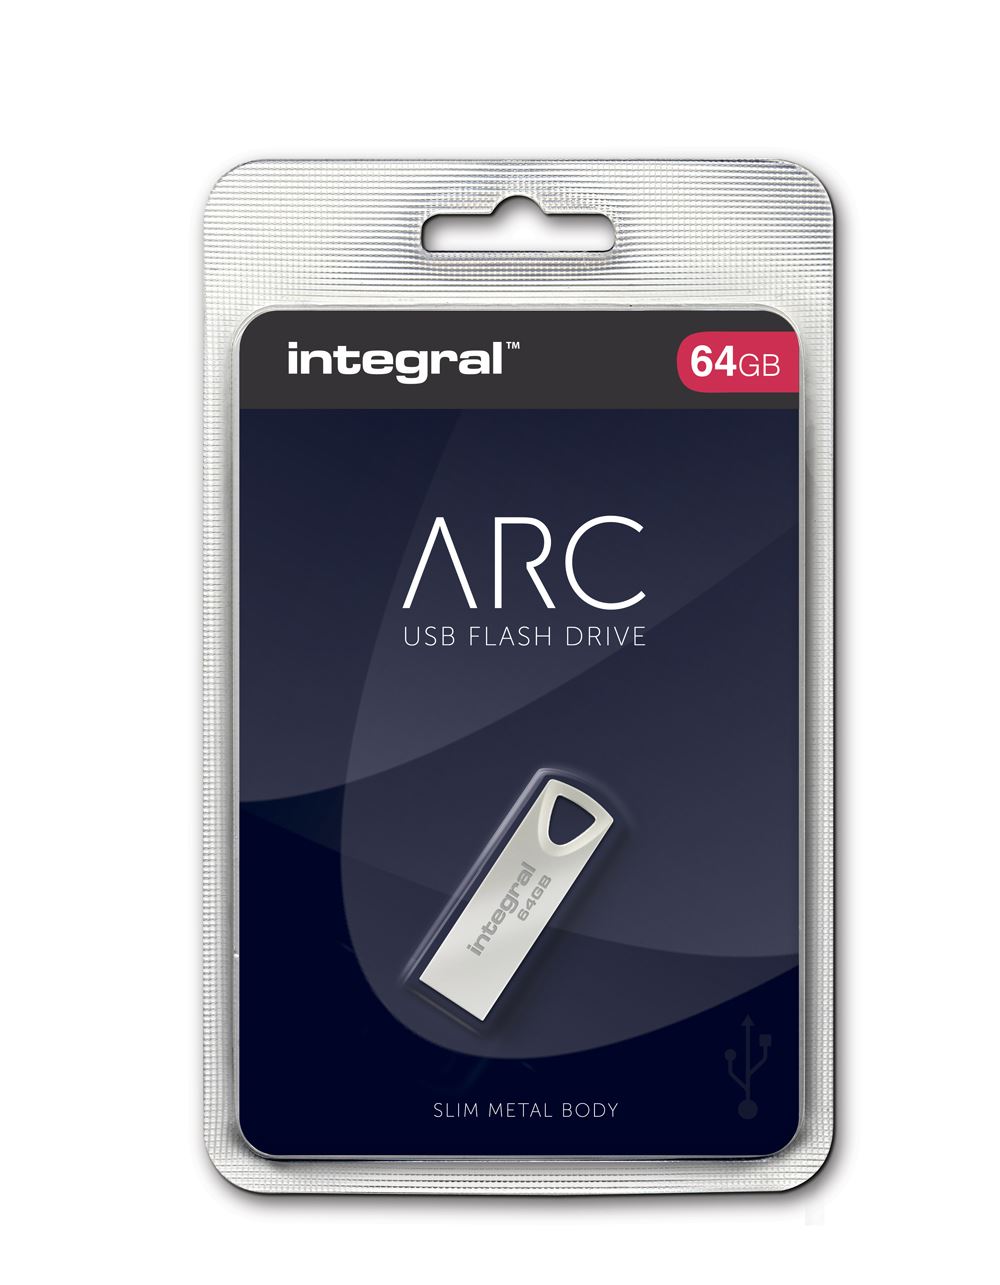 integral™
64GB
ARC
USB FLASH DRIVE
integral
64GB
SLIM METAL BODY